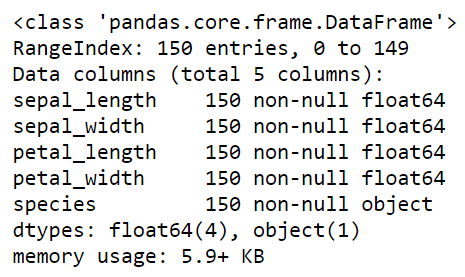 <class 'pandas.core.frame.DataFrame'>
RangeIndex: 150 entries, 0 to 149
Data columns (total 5 columns):
sepal_length    150 non-null float64
sepal_width     150 non-null float64
petal_length    150 non-null float64
petal_width     150 non-null float64
species         150 non-null object
dtypes: float64(4), object(1)
memory usage: 5.9+ KB